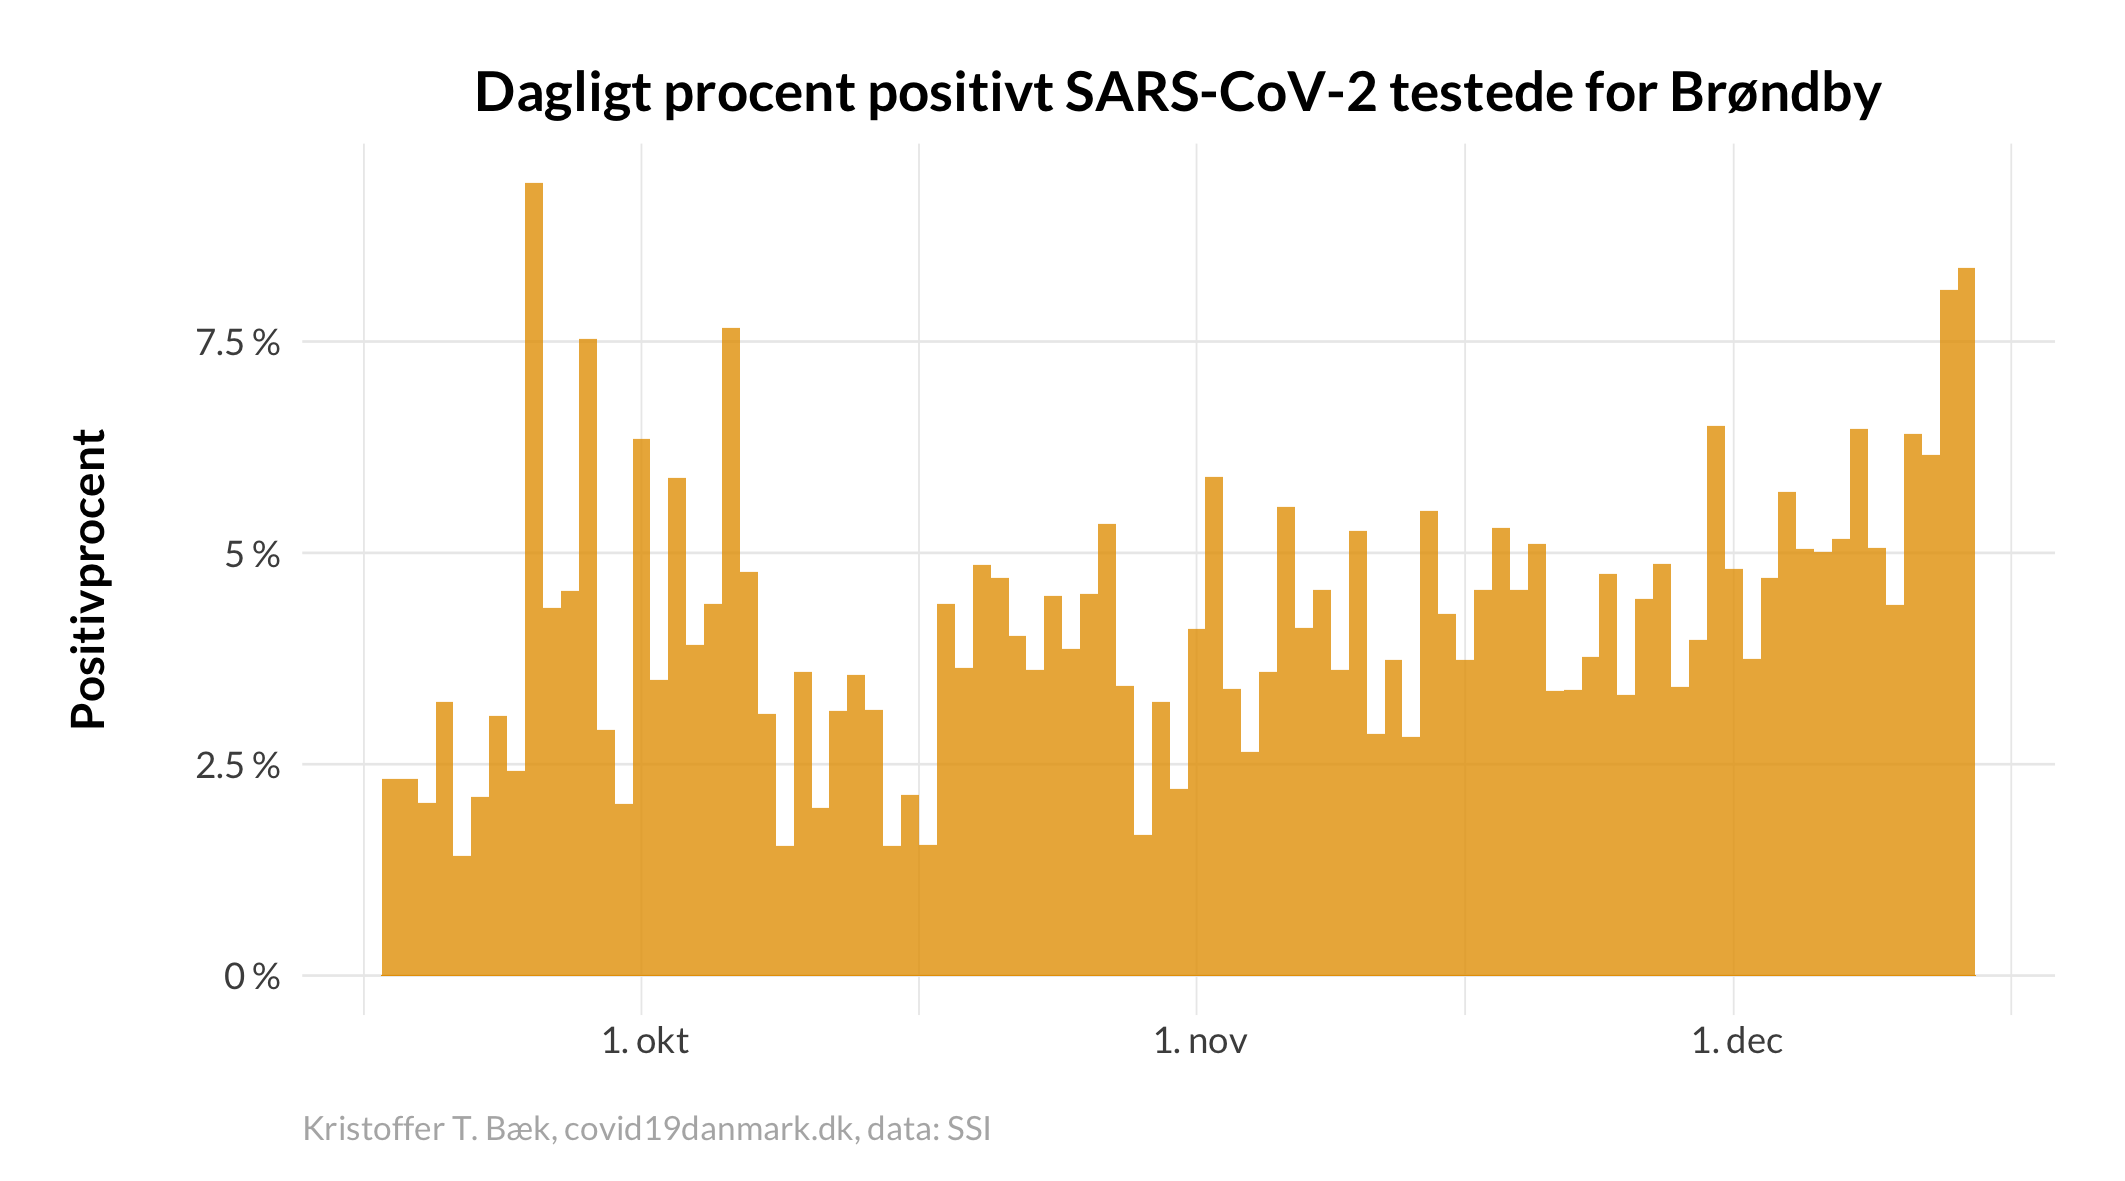 Dagligt procent positivt SARS-CoV-2 testede for Brøndby
Positivprocent
7.5 %
5 %
2.5 %
0 %
1. okt
1. nov
1. dec
Kristoffer T. Bæk, covid19danmark.dk, data: SSI